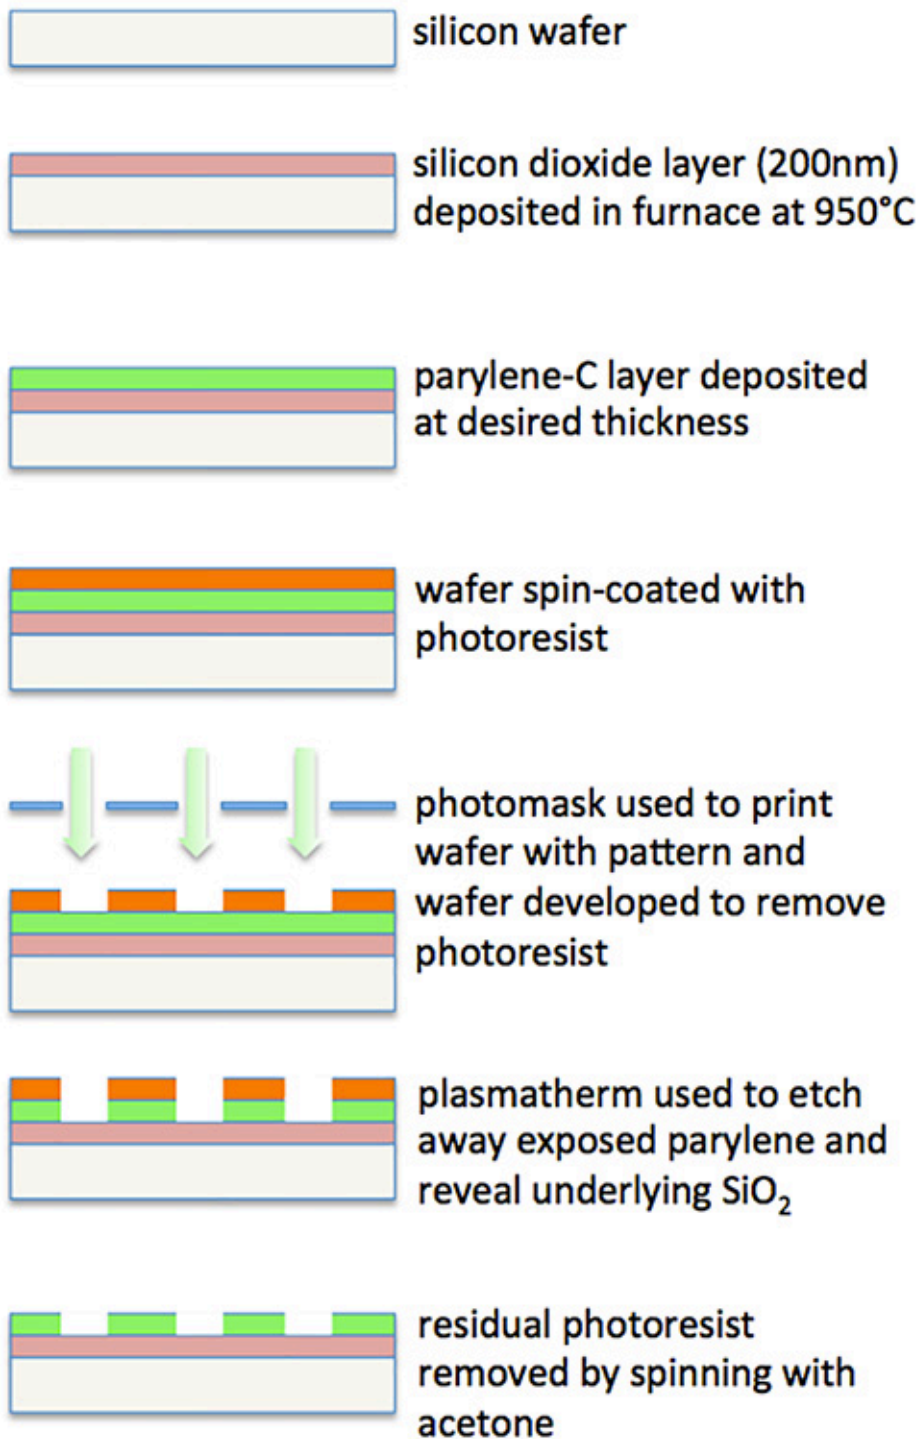 silicon wafer
silicon dioxide layer (200nm)
deposited in furnace at 950°C
parylene-C layer deposited
at desired thickness
wafer spin-coated with
photoresist
photomask used to print
wafer with pattern and
wafer developed to remove
photoresist
plasmatherm used to etch
away exposed parylene and
reveal underlying SiO₂
residual photoresist
removed by spinning with
acetone